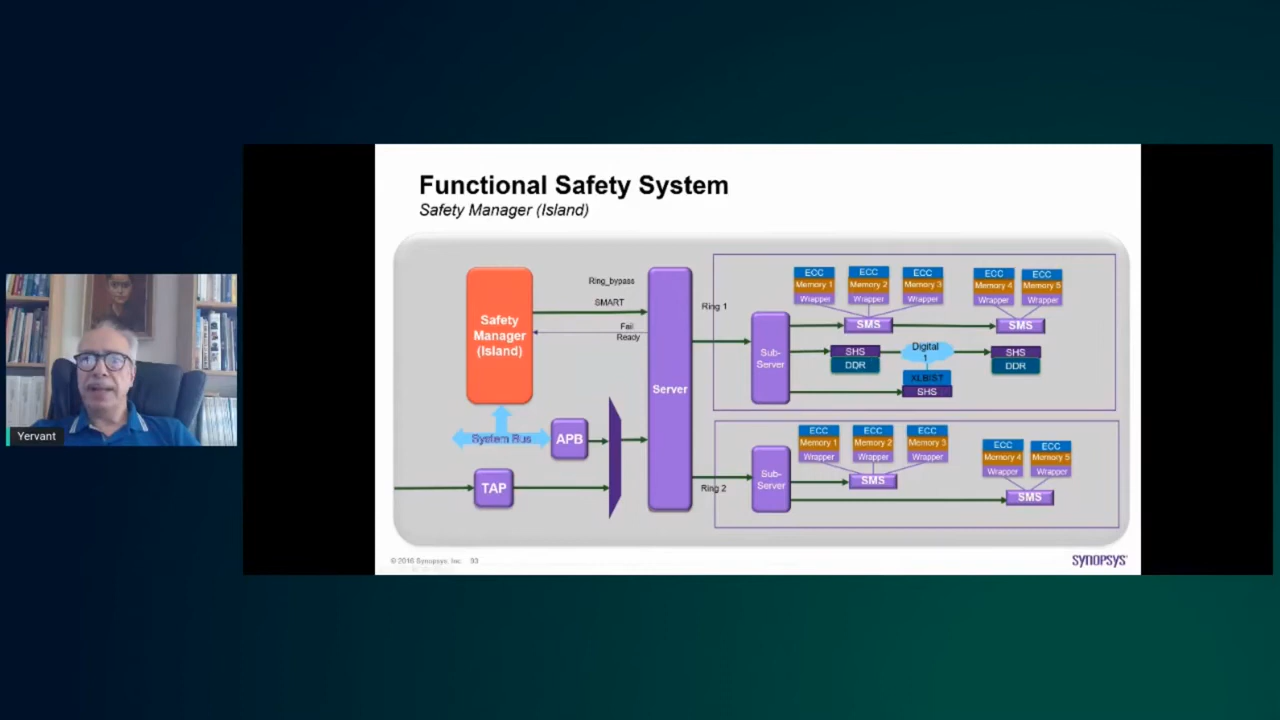 Functional Safety System
Safety Manager (Island)
Safety
Manager
(Island)
Ring_bypass
SMART
Fail
Ready
Server
System Bus
APB
TAP
Ring 1
Sub-
Server
ECC
Memory 1
Wrapper
ECC
Memory 2
Wrapper
ECC
Memory 3
Wrapper
ECC
Memory 4
Wrapper
ECC
Memory 5
Wrapper
SMS
SMS
SHS
DDR
Digital
1
SHS
DDR
XLBIST
SHS
Ring 2
Sub-
Server
ECC
Memory 1
Wrapper
ECC
Memory 2
Wrapper
ECC
Memory 3
Wrapper
ECC
Memory 4
Wrapper
ECC
Memory 5
Wrapper
SMS
SMS
© 2016 Synopsys, Inc. 93
SYNOPSYS
Yervant